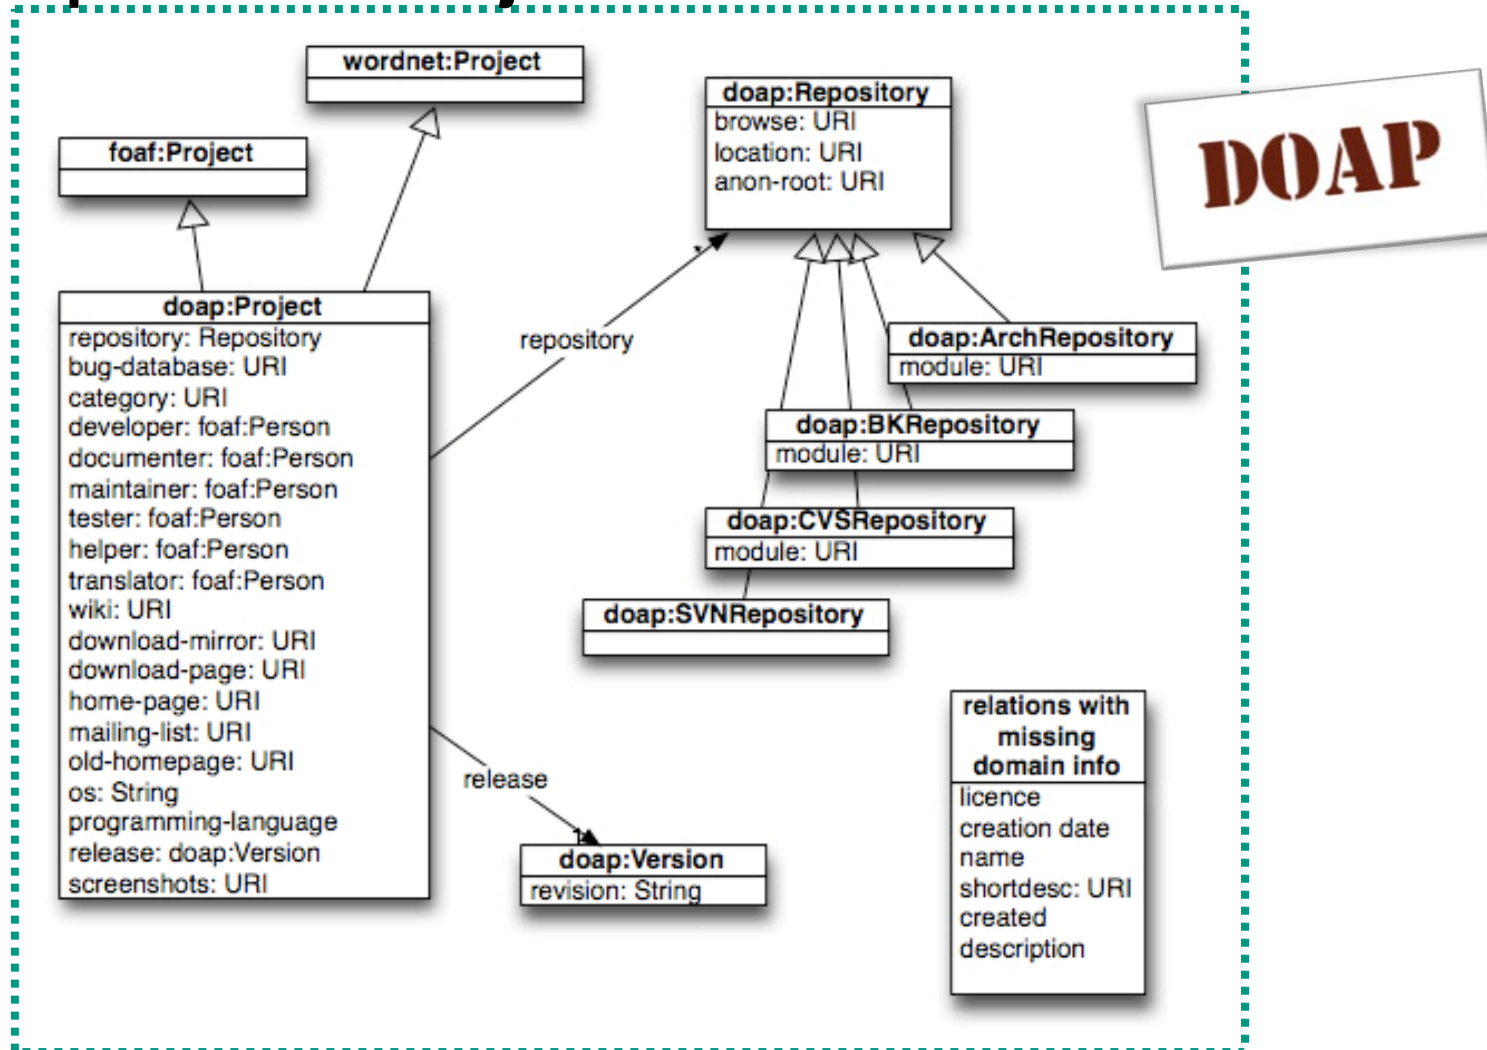 wordnet:Project
foaf:Project
doap:Project
repository: Repository
bug-database: URI
category: URI
developer: foaf:Person
documenter: foaf:Person
maintainer: foaf:Person
tester: foaf:Person
helper: foaf:Person
translator: foaf:Person
wiki: URI
download-mirror: URI
download-page: URI
home-page: URI
mailing-list: URI
old-homepage: URI
os: String
programming-language
release: doap:Version
screenshots: URI
repository
*
release
1
doap:Version
revision: String
doap:Repository
browse: URI
location: URI
anon-root: URI
doap:ArchRepository
module: URI
doap:BKRepository
module: URI
doap:CVSRepository
module: URI
doap:SVNRepository
relations with
missing
domain info
licence
creation date
name
shortdesc: URI
created
description
DOAP